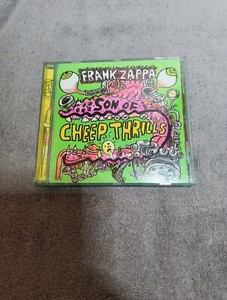 FRANK ZAPPA
SON OF
CHEEP THRILLS